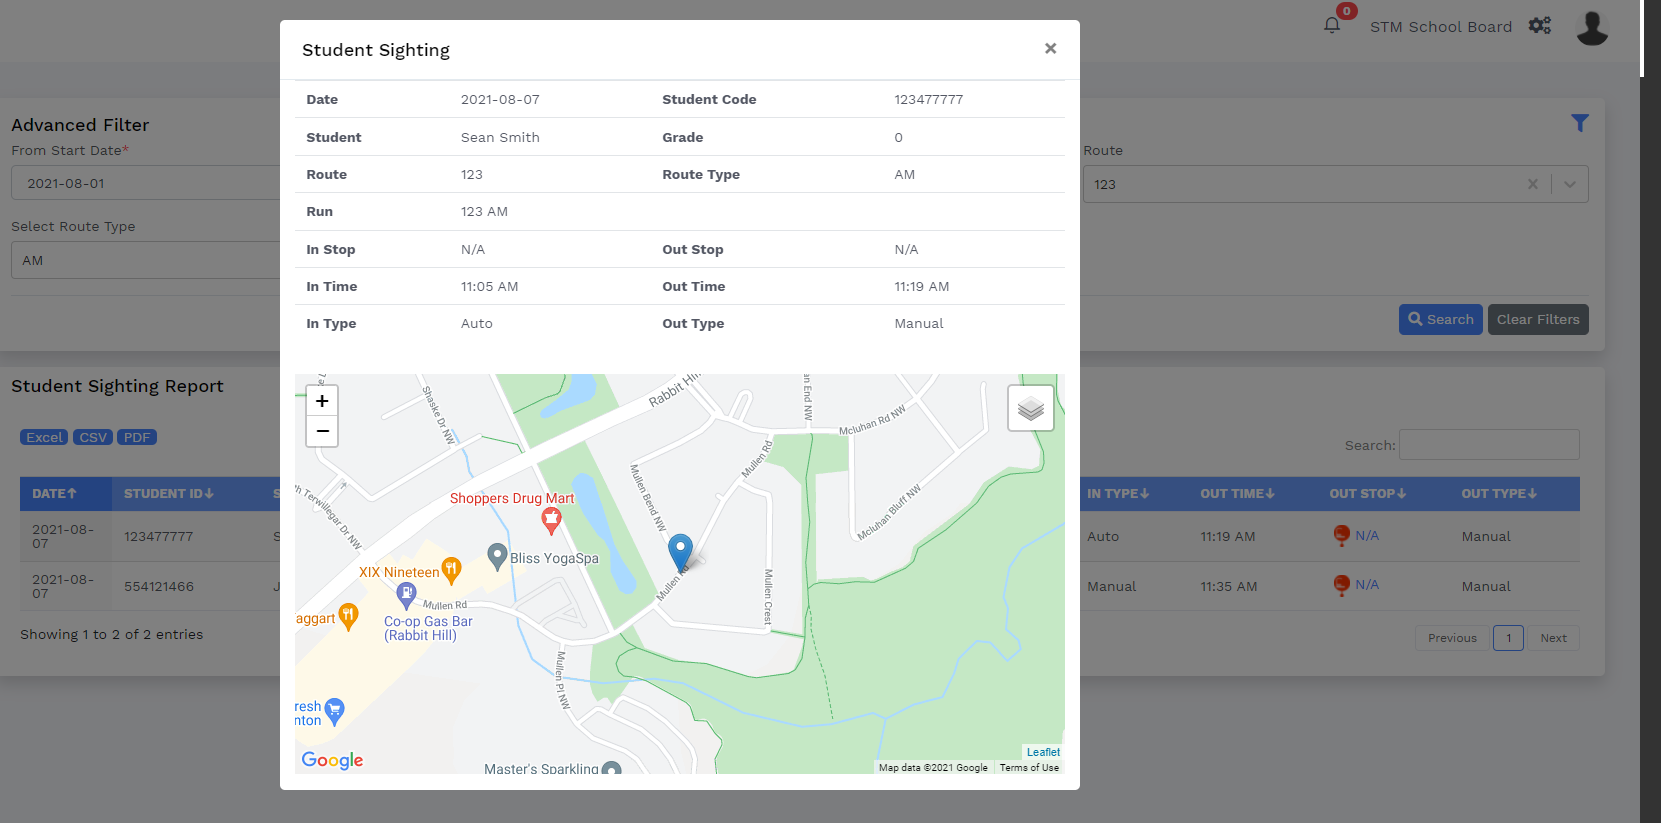 0
STM School Board
Student Sighting
×
Date 2021-08-07 Student Code 123477777
Student Sean Smith Grade 0
Route 123 Route Type AM
Run 123 AM
In Stop N/A Out Stop N/A
In Time 11:05 AM Out Time 11:19 AM
In Type Auto Out Type Manual
Advanced Filter
From Start Date*
2021-08-01
Select Route Type
AM
Route
123
Search Clear Filters
Student Sighting Report
Excel CSV PDF
Search:
DATE STUDENT ID S IN TYPE OUT TIME OUT STOP OUT TYPE
2021-08-
07
123477777 S Auto 11:19 AM N/A Manual
2021-08-
07
554121466 J Manual 11:35 AM N/A Manual
Showing 1 to 2 of 2 entries
Previous 1 Next
+
−
Shaske Dr NW
Rabbit Hil
an End NW
Mcluhan Rd NW
Mullen Rd
Mullen Bend NW
Mcluhan Bluff NW
h Terwillegar Dr NW
Shoppers Drug Mart
Bliss YogaSpa
XIX Nineteen
Mullen Rd
Mullen Crest
Mullen Rd
aggart
Co-op Gas Bar
(Rabbit Hill)
Mullen Pl NW
resh
nton
Google
Master's Sparkling
Leaflet
Map data ©2021 Google Terms of Use